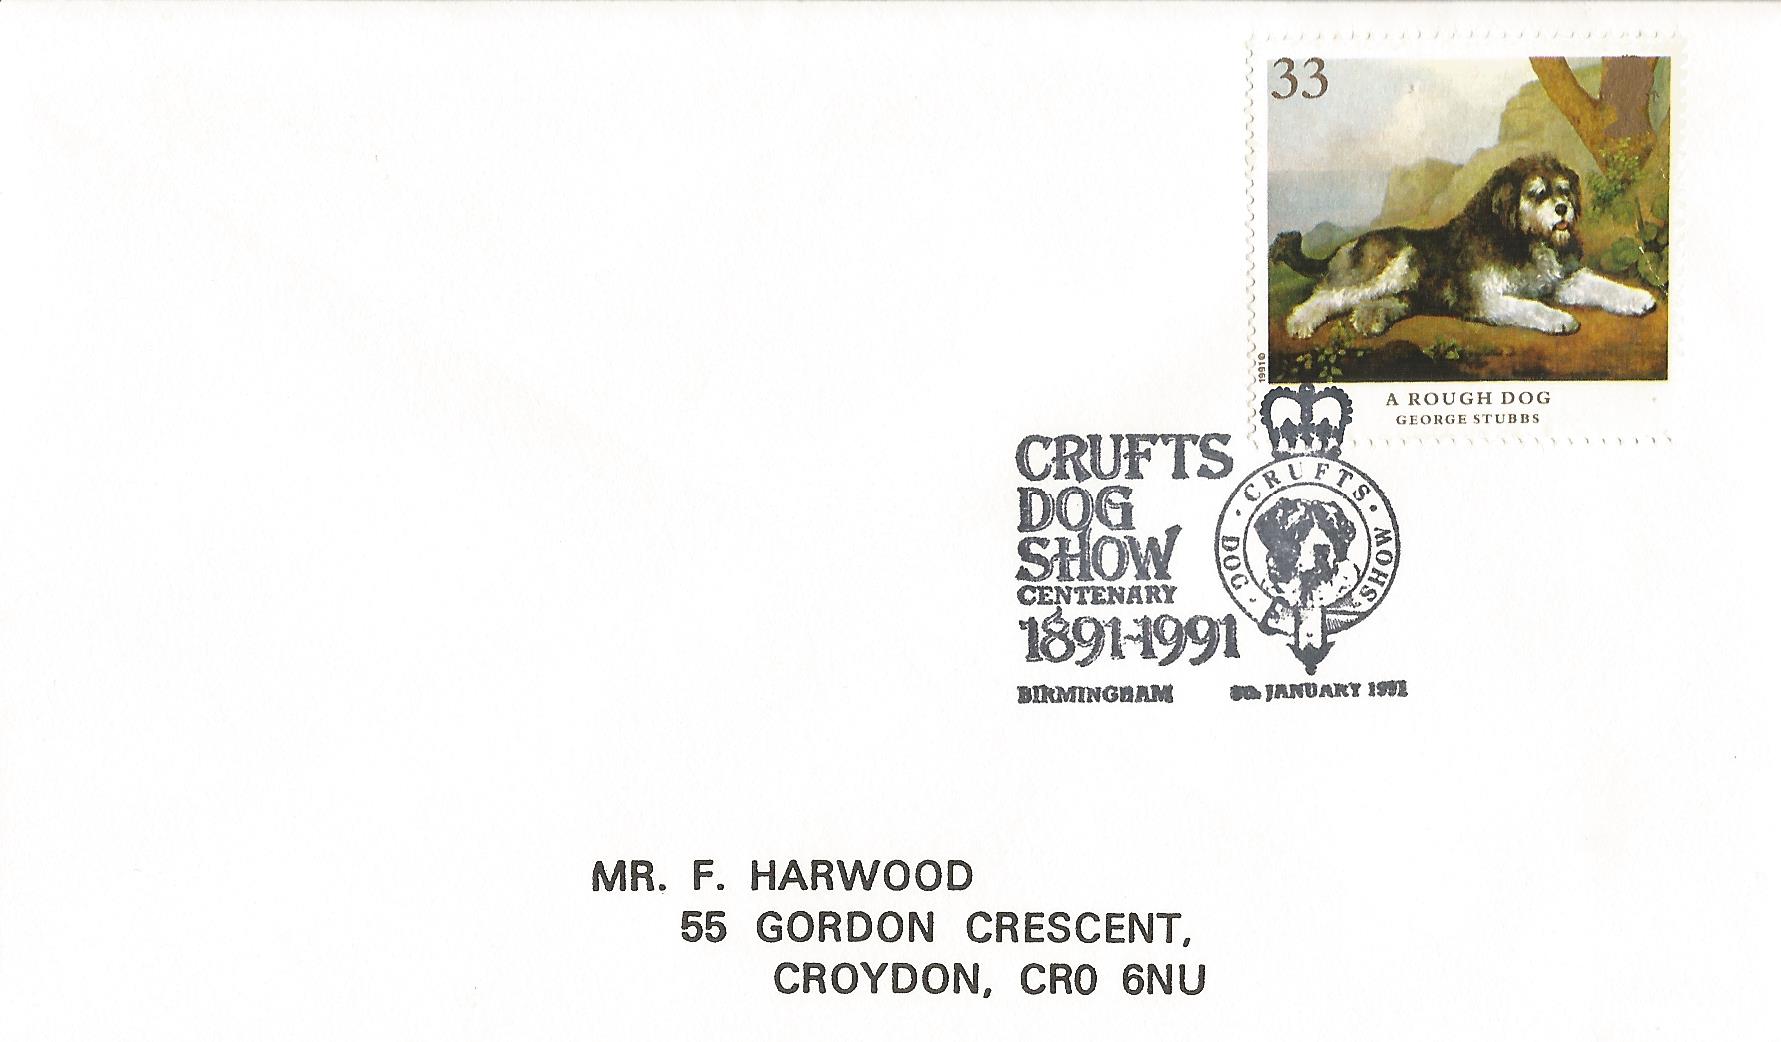 33
1991©
A ROUGH DOG
GEORGE STUBBS
CRUFTS
DOG
SHOW
CENTENARY
1891-1991
BIRMINGHAM 8th JANUARY 1991
· CRUFTS · DOG · SHOW ·
MR. F. HARWOOD
55 GORDON CRESCENT,
CROYDON, CR0 6NU